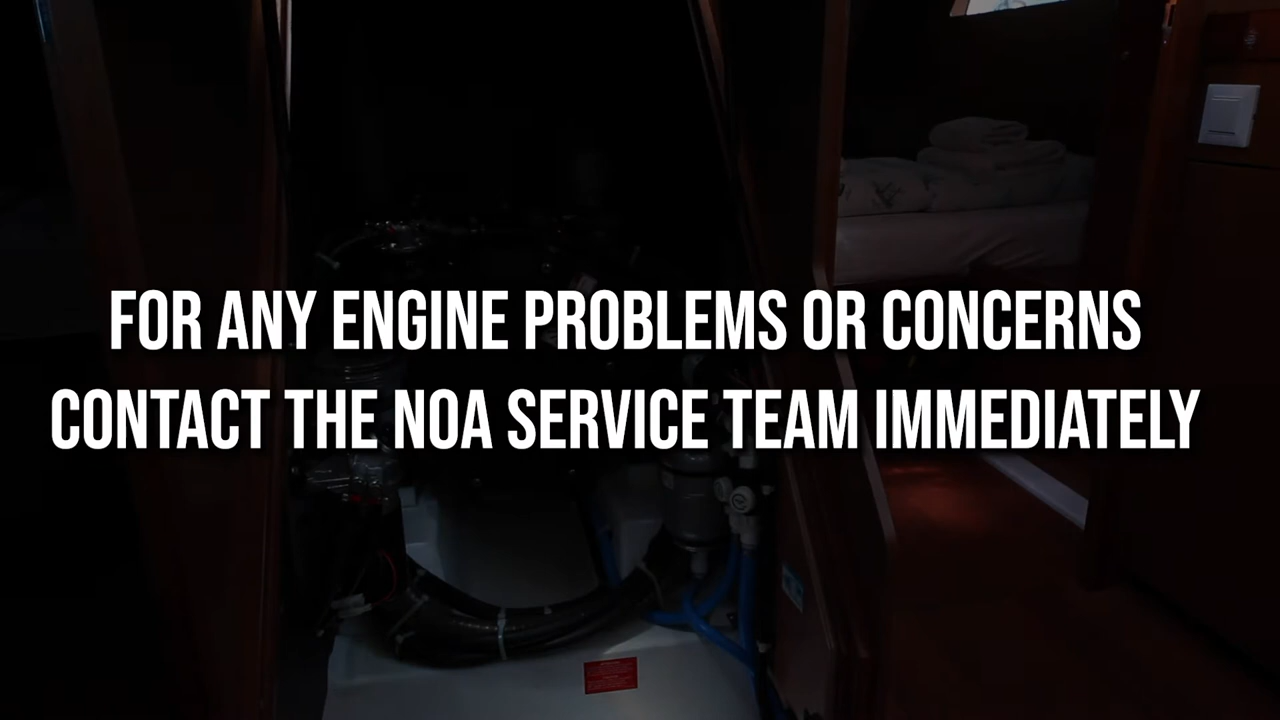 FOR ANY ENGINE PROBLEMS OR CONCERNS
CONTACT THE NOA SERVICE TEAM IMMEDIATELY